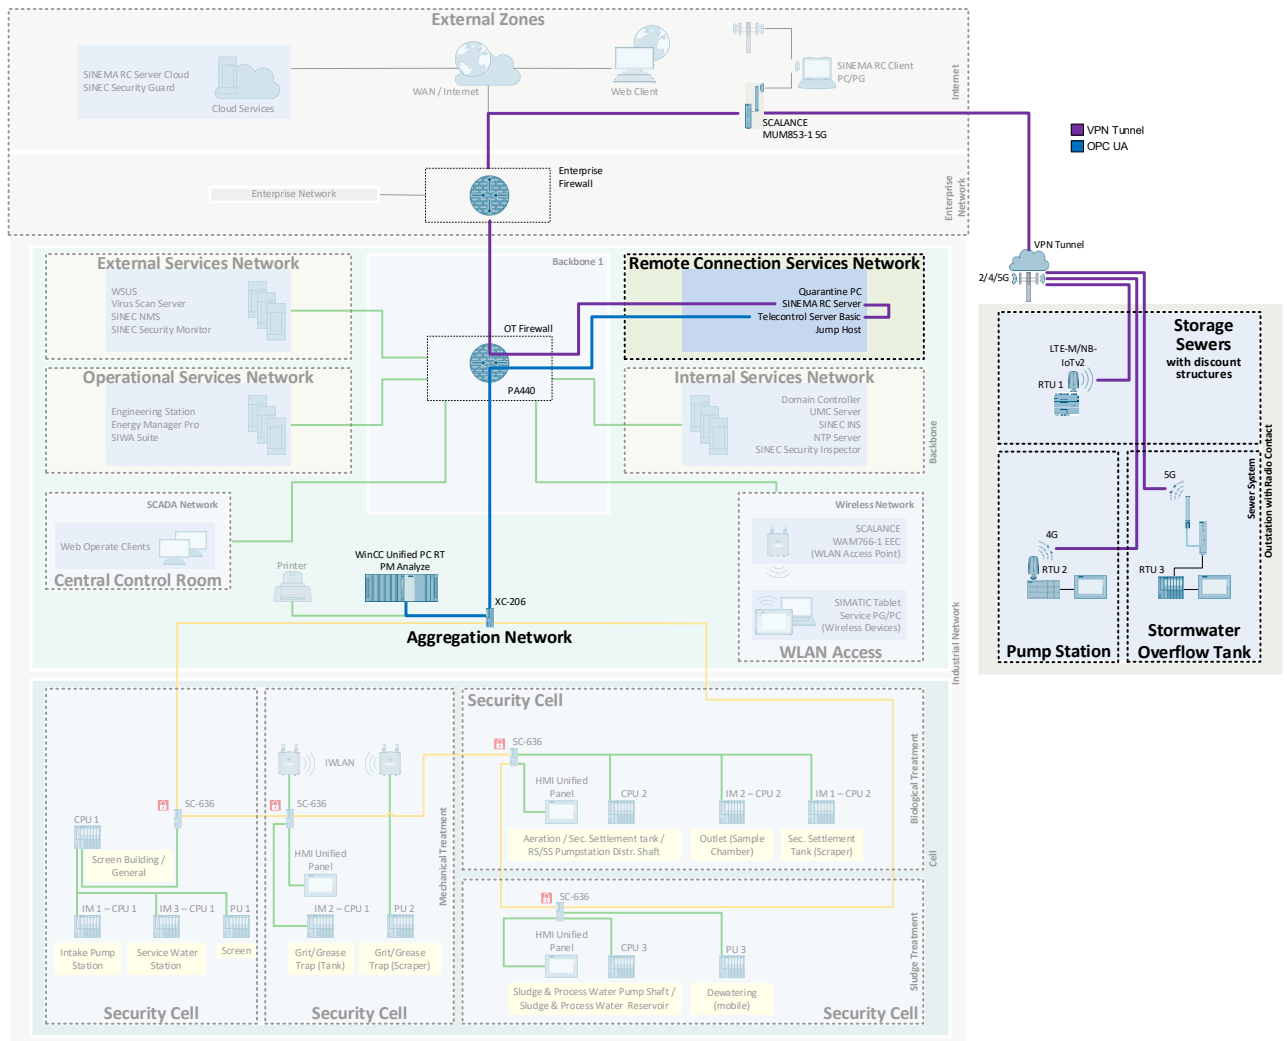 External Zones
SINEMA RC Server Cloud
SINEC Security Guard
Cloud Services
WAN / Internet
Web Client
SINEMA RC Client
PC/PG
SCALANCE
MUM853-1 5G
Internet
VPN Tunnel
OPC UA
Enterprise Network
Enterprise
Firewall
Enterprise
Network
External Services Network
WSUS
Virus Scan Server
SINEC NMS
SINEC Security Monitor
Backbone 1
Remote Connection Services Network
Quarantine PC
SINEMA RC Server
Telecontrol Server Basic
Jump Host
OT Firewall
PA440
Operational Services Network
Engineering Station
Energy Manager Pro
SIWA Suite
Internal Services Network
Domain Controller
UMC Server
SINEC INS
NTP Server
SINEC Security Inspector
Backbone
SCADA Network
Web Operate Clients
Central Control Room
Printer
WinCC Unified PC RT
PM Analyze
XC-206
Aggregation Network
Wireless Network
SCALANCE
WAM766-1 EEC
(WLAN Access Point)
SIMATIC Tablet
Service PG/PC
(Wireless Devices)
WLAN Access
Industrial Network
VPN Tunnel
2/4/5G
Storage
Sewers
with discount
structures
LTE-M/NB-
IoTv2
RTU 1
5G
4G
RTU 2
RTU 3
Pump Station
Stormwater
Overflow Tank
Sewer System
Outstation with Radio Contact
SC-636
CPU 1
Screen Building /
General
IM 1 – CPU 1
IM 3 – CPU 1
PU 1
Intake Pump
Station
Service Water
Station
Screen
Security Cell
IWLAN
SC-636
HMI Unified
Panel
IM 2 – CPU 1
PU 2
Grit/Grease
Trap (Tank)
Grit/Grease
Trap (Scraper)
Security Cell
Mechanical Treatment
Security Cell
SC-636
HMI Unified
Panel
CPU 2
IM 2 – CPU 2
IM 1 – CPU 2
Aeration / Sec. Settlement tank /
RS/SS Pumpstation Distr. Shaft
Outlet (Sample
Chamber)
Sec. Settlement
Tank (Scraper)
Biological Treatment
Cell
SC-636
HMI Unified
Panel
CPU 3
PU 3
Sludge & Process Water Pump Shaft /
Sludge & Process Water Reservoir
Dewatering
(mobile)
Security Cell
Sludge Treatment